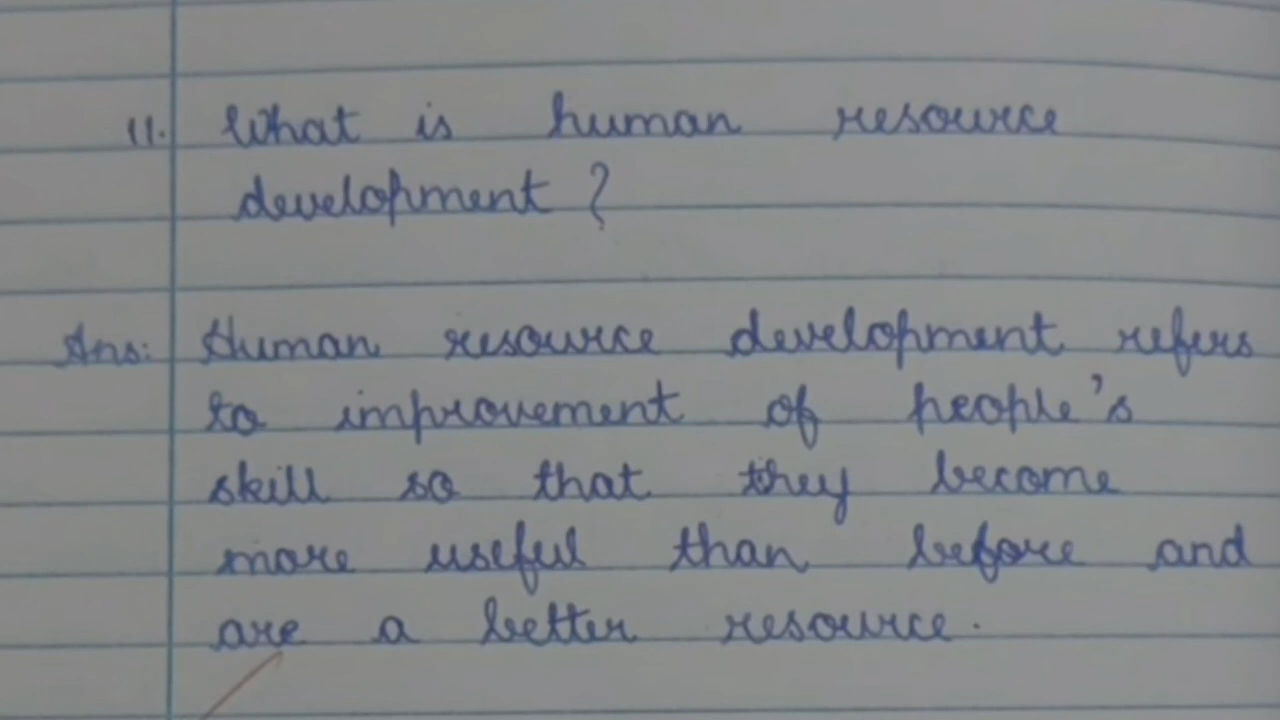 11. What is human resource
development ?
Ans: Human resource development refers
to improvement of people's
skill so that they become
more useful than before and
are a better resource.